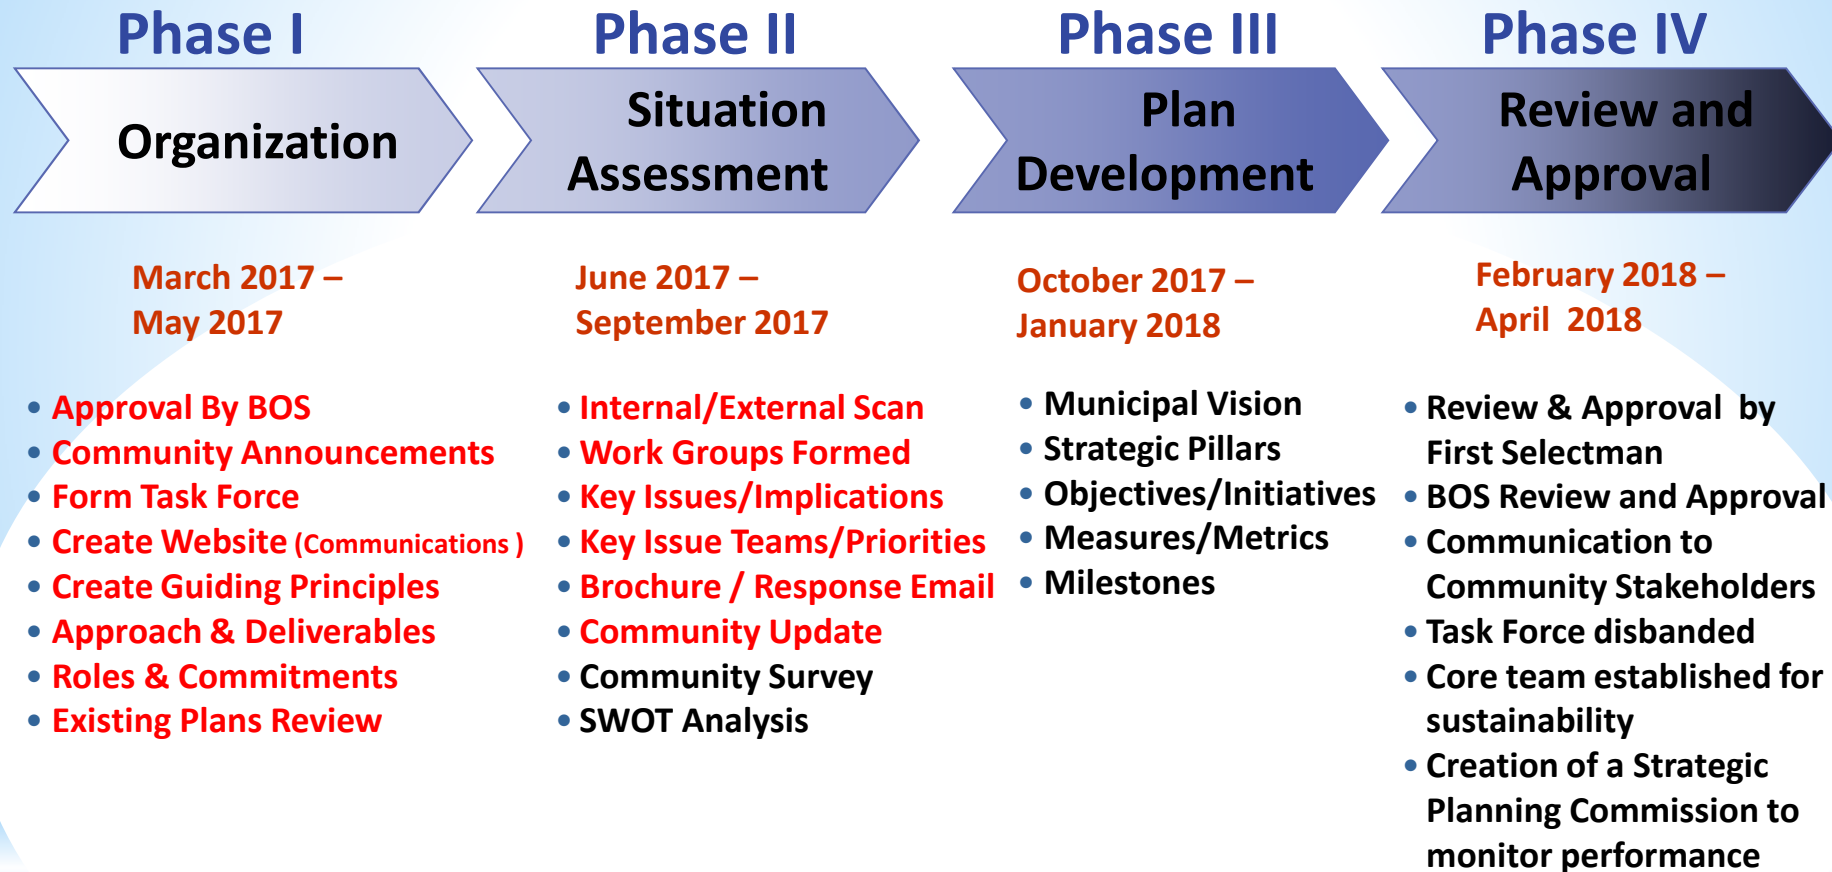 Phase I
Organization
March 2017 –
May 2017
• Approval By BOS
• Community Announcements
• Form Task Force
• Create Website (Communications )
• Create Guiding Principles
• Approach & Deliverables
• Roles & Commitments
• Existing Plans Review
Phase II
Situation
Assessment
June 2017 –
September 2017
• Internal/External Scan
• Work Groups Formed
• Key Issues/Implications
• Key Issue Teams/Priorities
• Brochure / Response Email
• Community Update
• Community Survey
• SWOT Analysis
Phase III
Plan
Development
October 2017 –
January 2018
• Municipal Vision
• Strategic Pillars
• Objectives/Initiatives
• Measures/Metrics
• Milestones
Phase IV
Review and
Approval
February 2018 –
April 2018
• Review & Approval by
First Selectman
• BOS Review and Approval
• Communication to
Community Stakeholders
• Task Force disbanded
• Core team established for
sustainability
• Creation of a Strategic
Planning Commission to
monitor performance